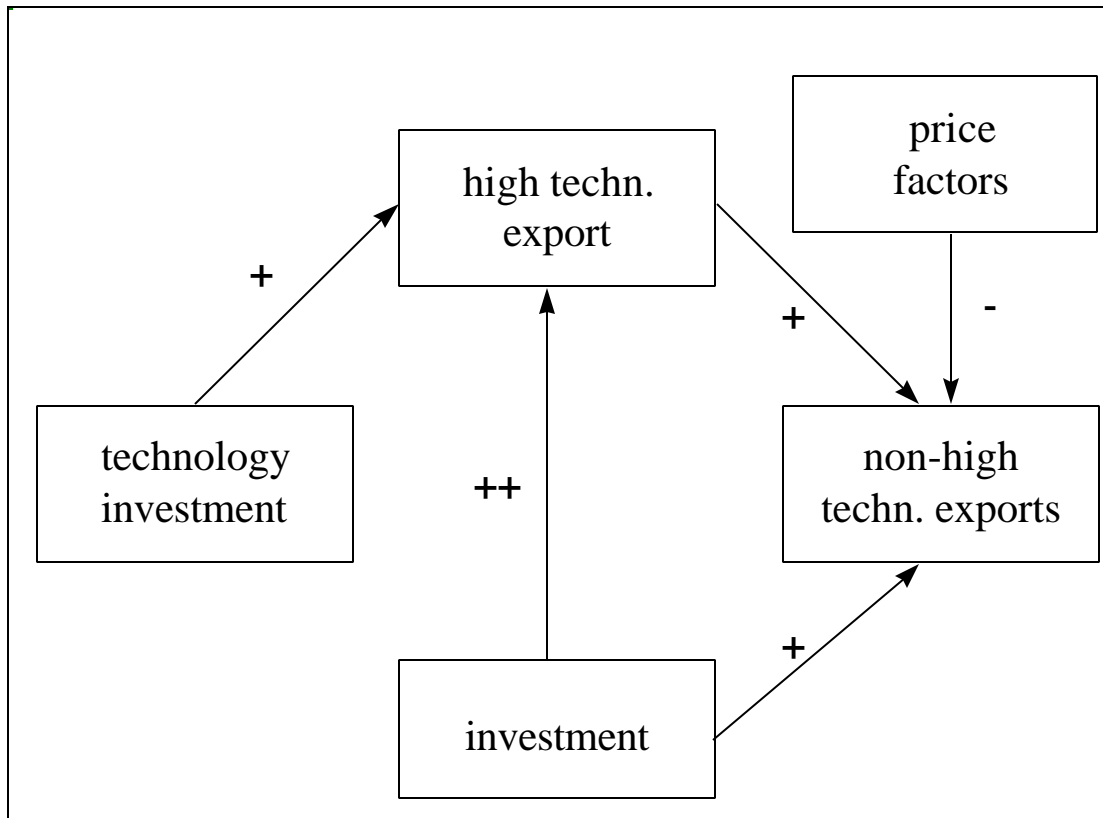 price
factors
high techn.
export
+
+
-
technology
investment
++
non-high
techn. exports
+
investment